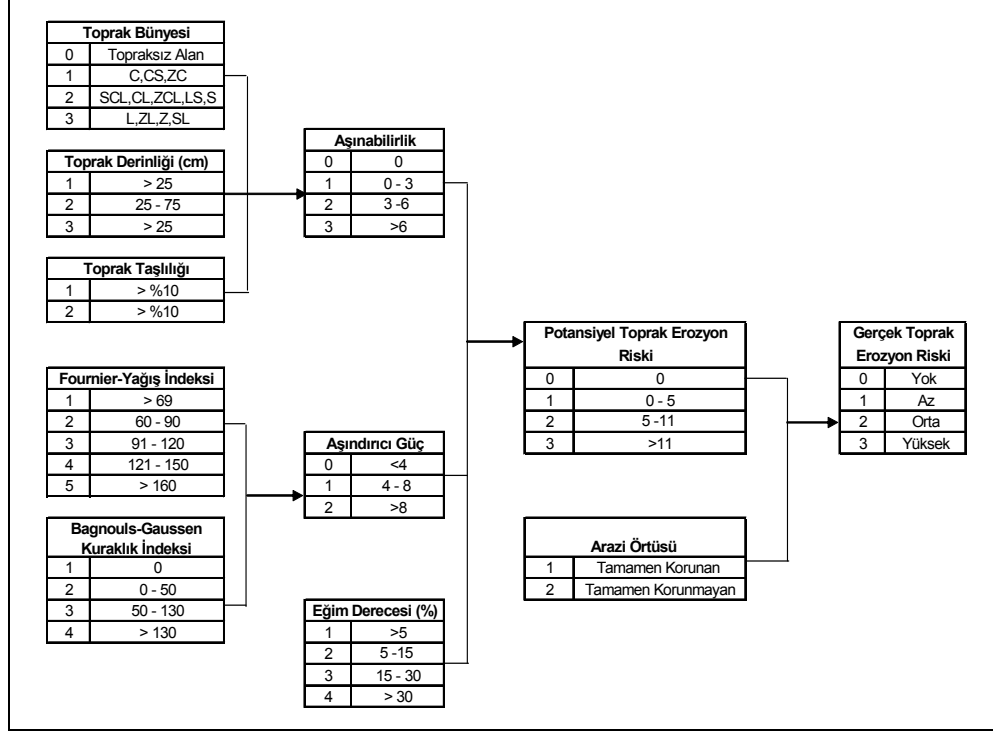 Toprak Bünyesi
0 Topraksız Alan
1 C,CS,ZC
2 SCL,CL,ZCL,LS,S
3 L,ZL,Z,SL
Toprak Derinliği (cm)
1 > 25
2 25 - 75
3 > 25
Toprak Taşlılığı
1 > %10
2 > %10
Aşınabilirlik
0 0
1 0 - 3
2 3 -6
3 >6
Fournier-Yağış İndeksi
1 > 69
2 60 - 90
3 91 - 120
4 121 - 150
5 > 160
Bagnouls-Gaussen
Kuraklık İndeksi
1 0
2 0 - 50
3 50 - 130
4 > 130
Aşındırıcı Güç
0 <4
1 4 - 8
2 >8
Eğim Derecesi (%)
1 >5
2 5 -15
3 15 - 30
4 > 30
Potansiyel Toprak Erozyon
Riski
0 0
1 0 - 5
2 5 -11
3 >11
Arazi Örtüsü
1 Tamamen Korunan
2 Tamamen Korunmayan
Gerçek Toprak
Erozyon Riski
0 Yok
1 Az
2 Orta
3 Yüksek